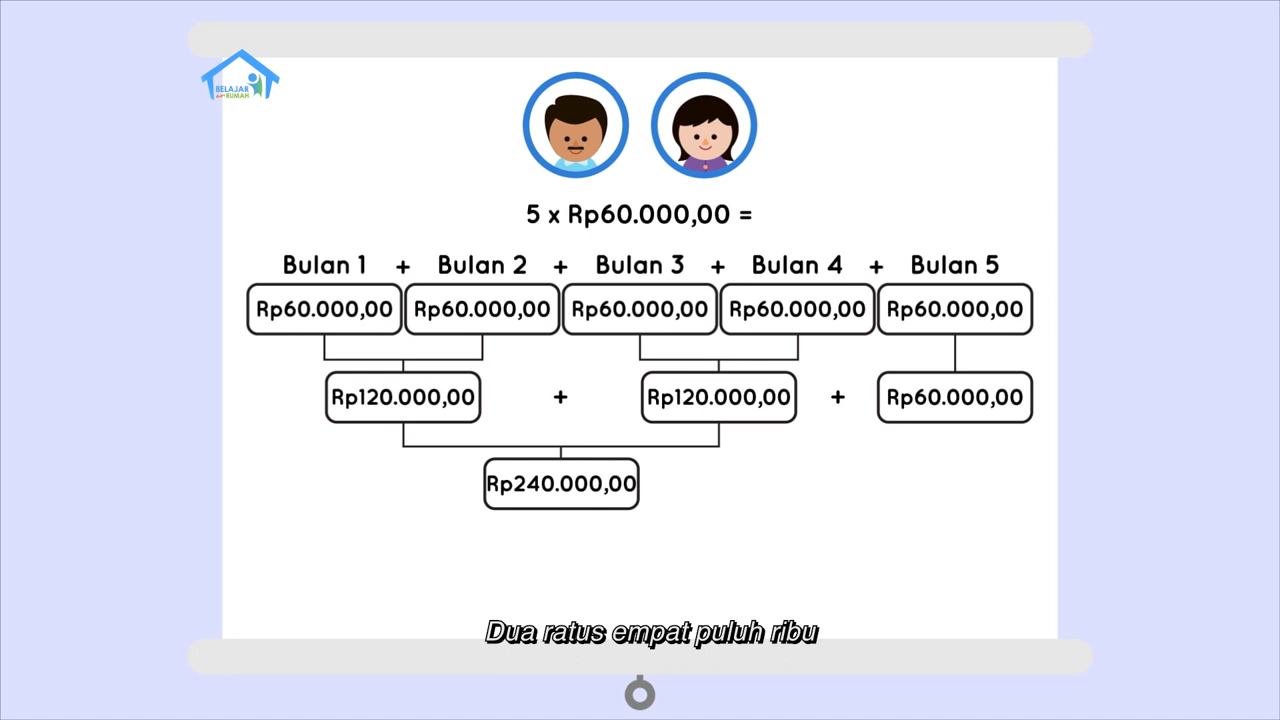 BELAJAR
dari RUMAH
5 x Rp60.000,00 =
Bulan 1 + Bulan 2 + Bulan 3 + Bulan 4 + Bulan 5
Rp60.000,00 Rp60.000,00 Rp60.000,00 Rp60.000,00 Rp60.000,00
Rp120.000,00 + Rp120.000,00 + Rp60.000,00
Rp240.000,00
Dua ratus empat puluh ribu